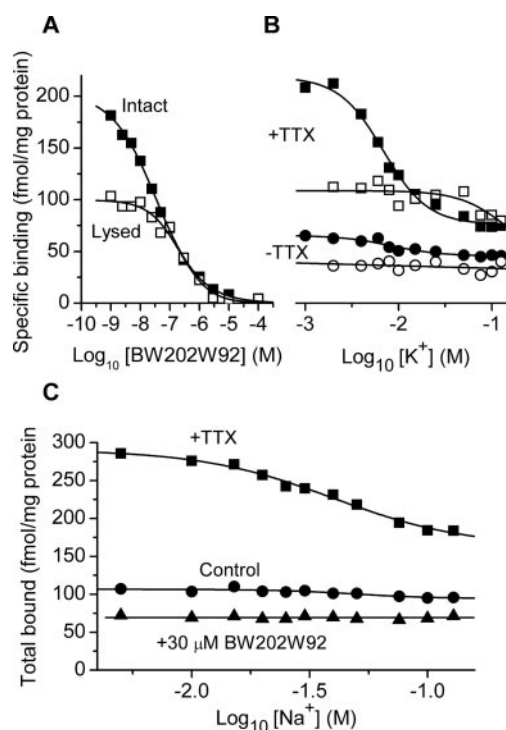 A
B
Specific binding (fmol/mg protein)
200
150
100
50
0
Intact
Lysed
-10 -9 -8 -7 -6 -5 -4 -3
Log10 [BW202W92] (M)
+TTX
-TTX
-3 -2 -1
Log10 [K+] (M)
C
Total bound (fmol/mg protein)
300
250
200
150
100
50
0
+TTX
Control
+30 µM BW202W92
-2.0 -1.5 -1.0
Log10 [Na+] (M)